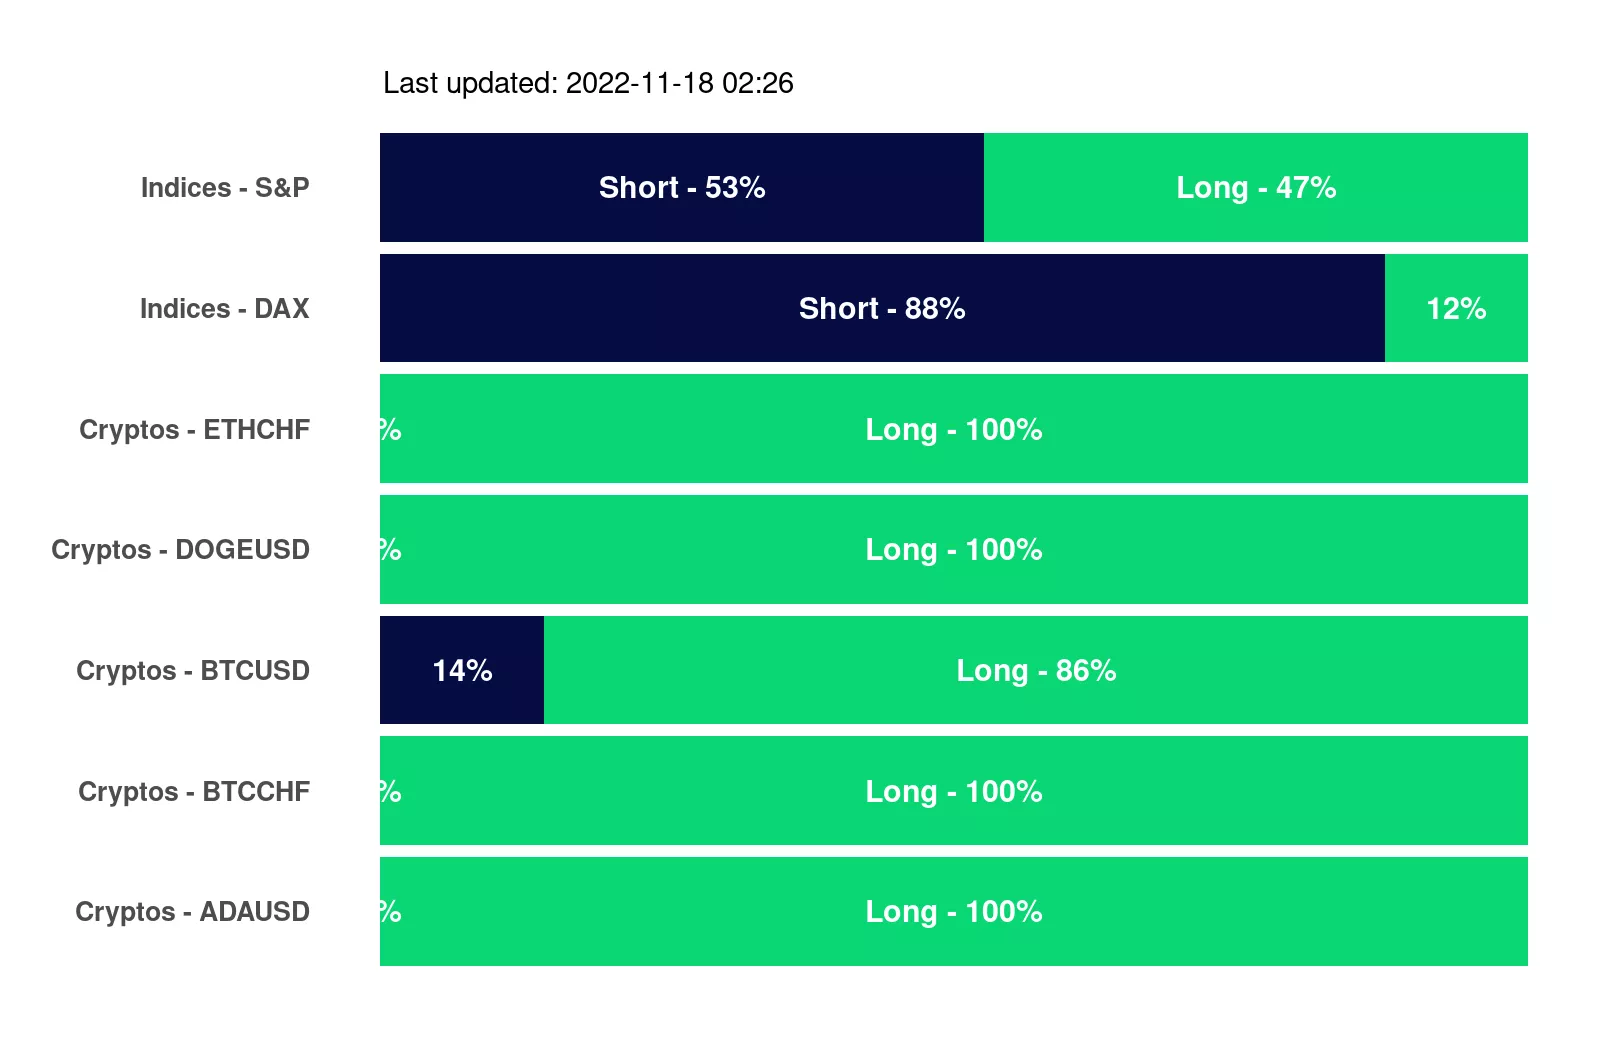 Last updated: 2022-11-18 02:26
Indices - S&P Short - 53% Long - 47%
Indices - DAX Short - 88% 12%
Cryptos - ETHCHF % Long - 100%
Cryptos - DOGEUSD % Long - 100%
Cryptos - BTCUSD 14% Long - 86%
Cryptos - BTCCHF % Long - 100%
Cryptos - ADAUSD % Long - 100%